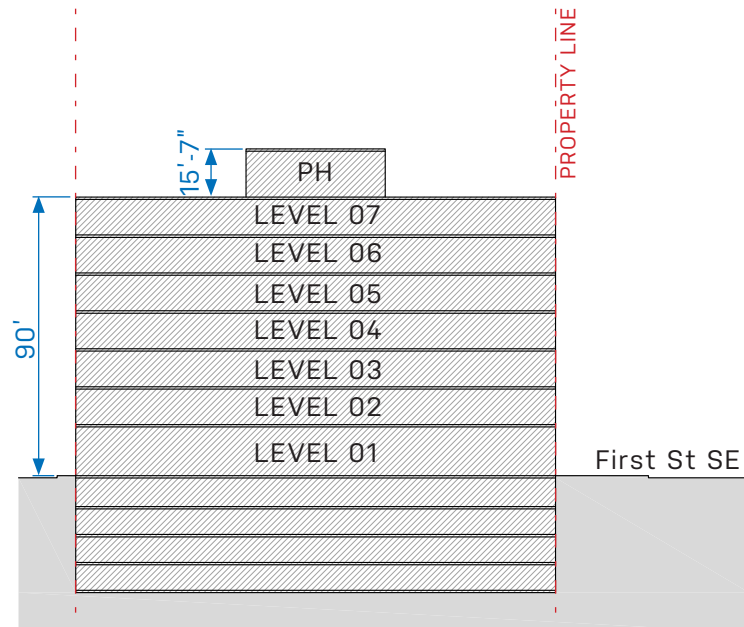 PROPERTY LINE
15'-7"
PH
LEVEL 07
LEVEL 06
LEVEL 05
90'
LEVEL 04
LEVEL 03
LEVEL 02
LEVEL 01
First St SE